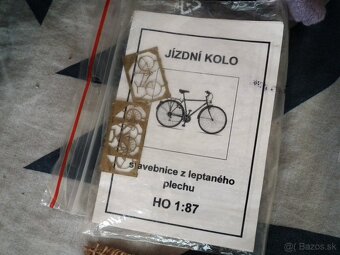 JÍZDNÍ KOLO
stavebnice z leptaného
plechu
HO 1:87
Bazos.sk